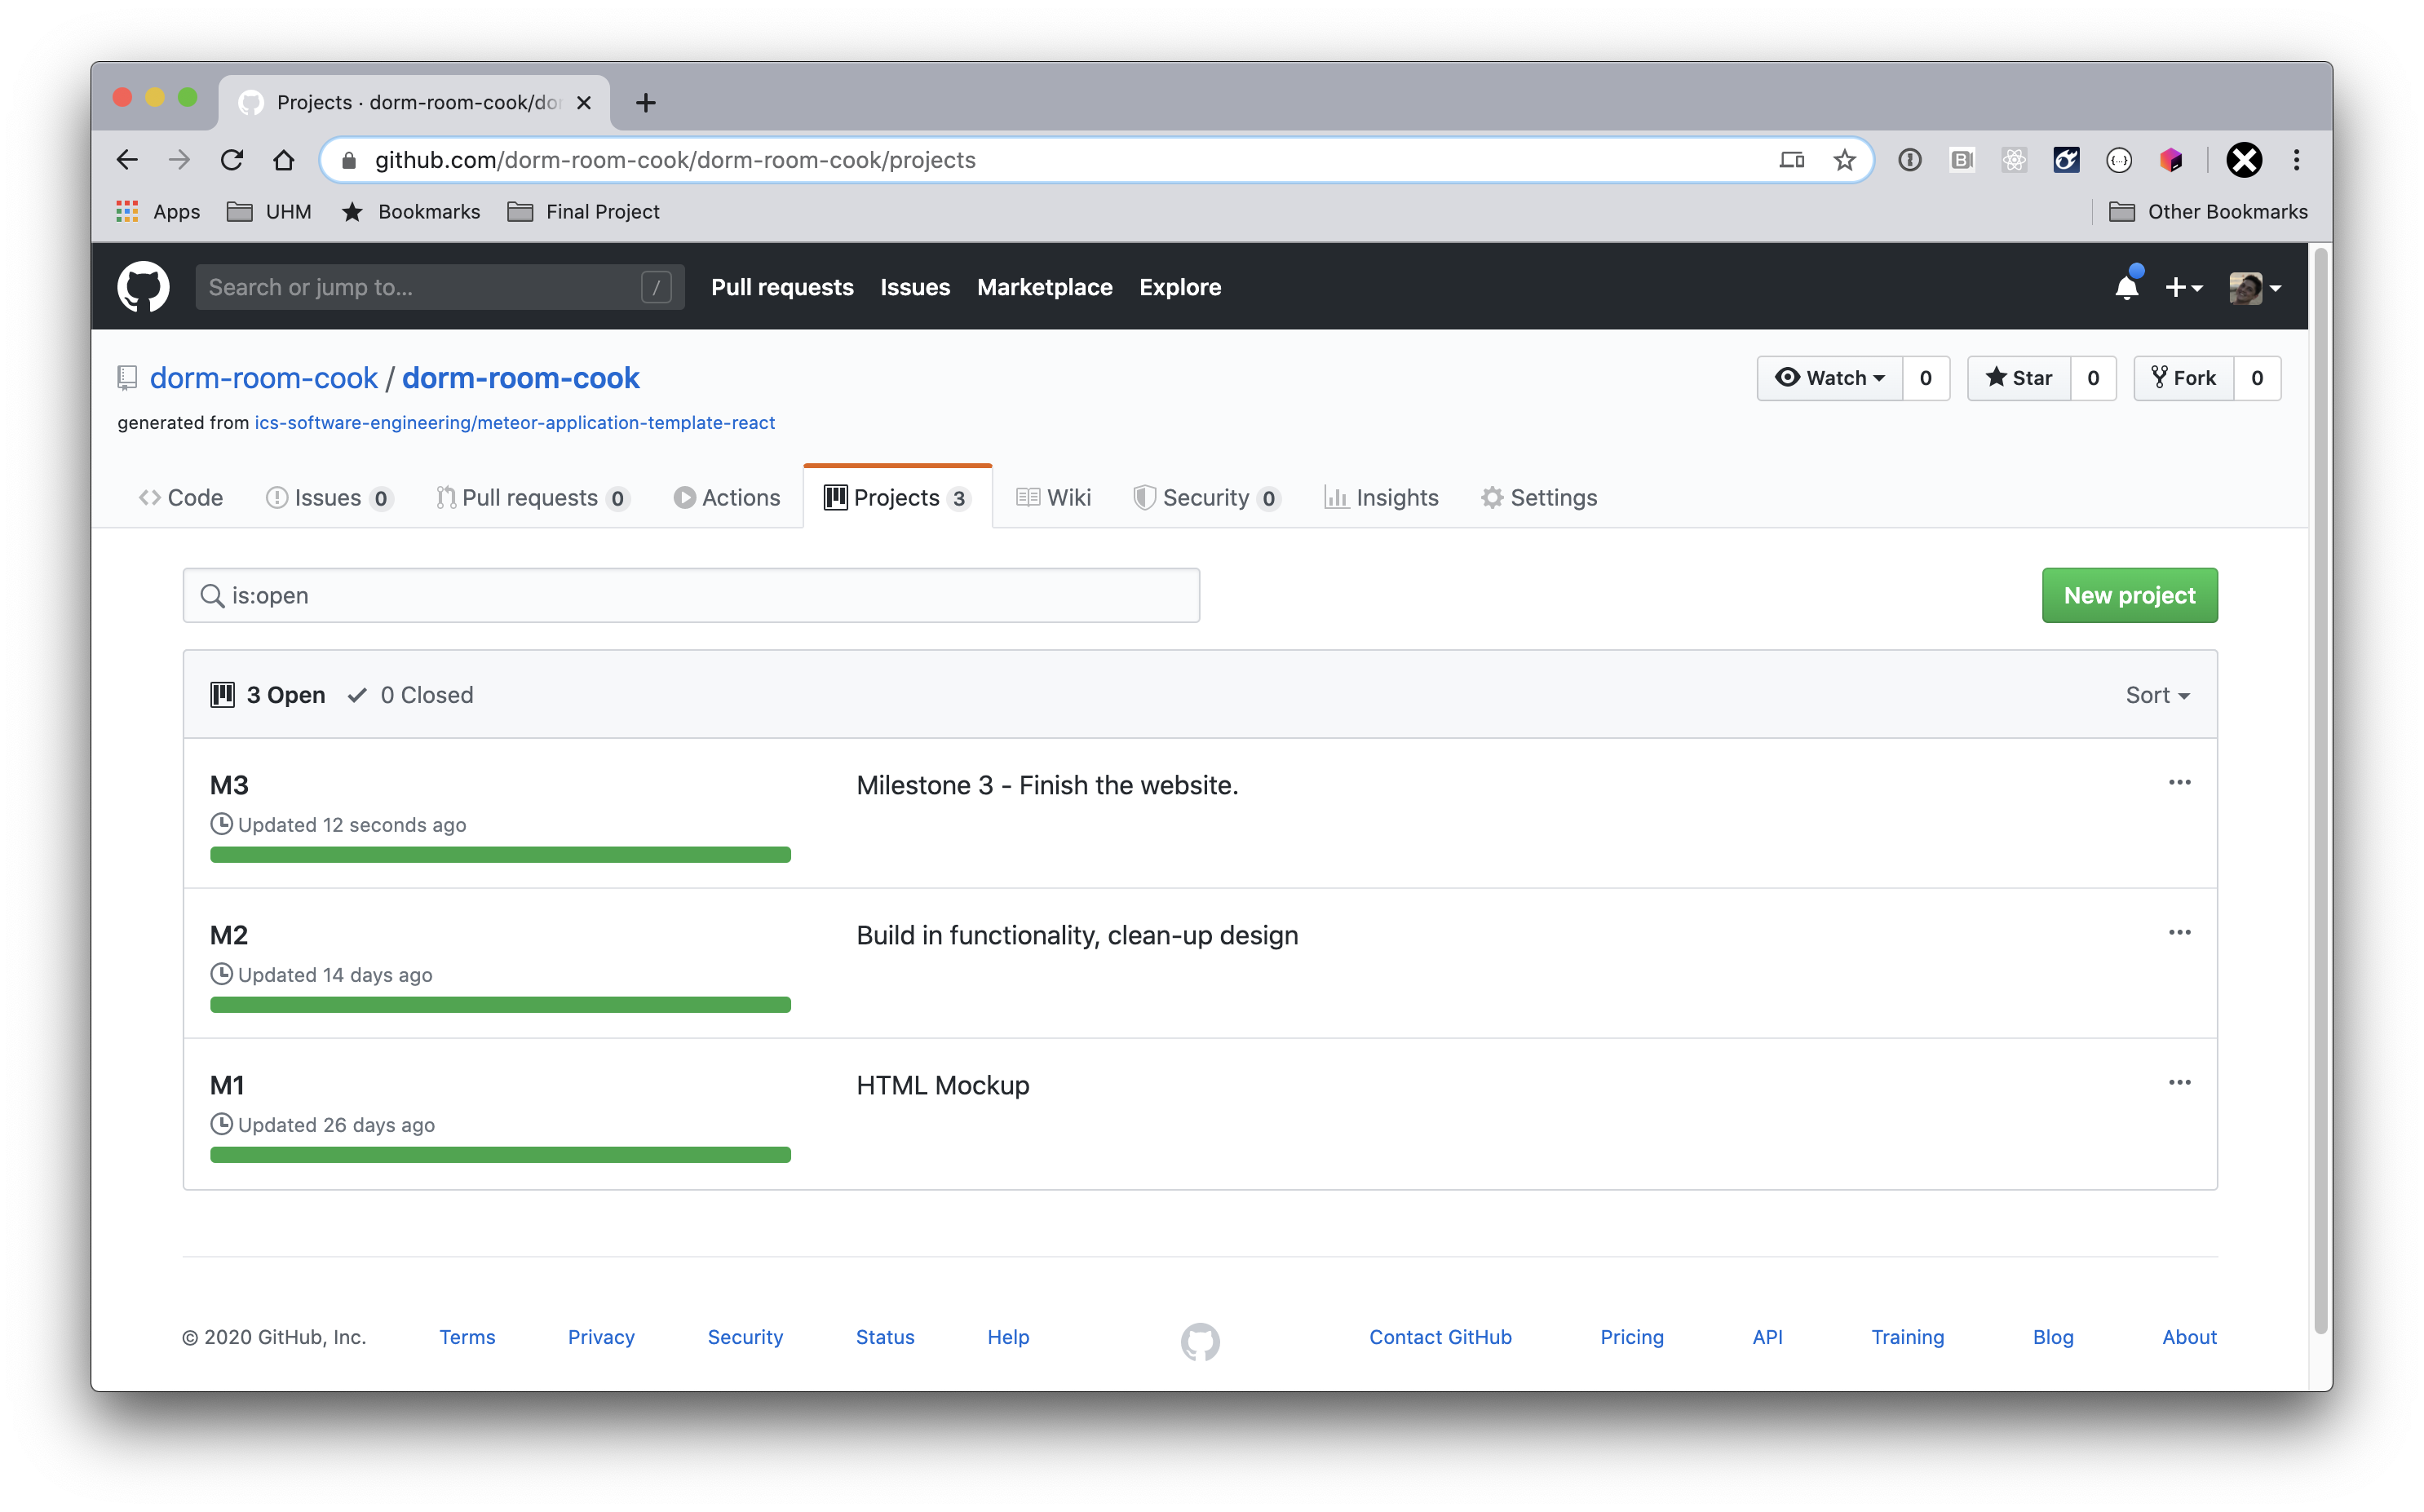 Projects · dorm-room-cook/do
github.com/dorm-room-cook/dorm-room-cook/projects
Apps UHM Bookmarks Final Project Other Bookmarks
Search or jump to... / Pull requests Issues Marketplace Explore
dorm-room-cook / dorm-room-cook Watch 0 Star 0 Fork 0
generated from ics-software-engineering/meteor-application-template-react
Code Issues 0 Pull requests 0 Actions Projects 3 Wiki Security 0 Insights Settings
is:open New project
3 Open 0 Closed Sort
M3 Milestone 3 - Finish the website.
Updated 12 seconds ago
M2 Build in functionality, clean-up design
Updated 14 days ago
M1 HTML Mockup
Updated 26 days ago
© 2020 GitHub, Inc. Terms Privacy Security Status Help Contact GitHub Pricing API Training Blog About